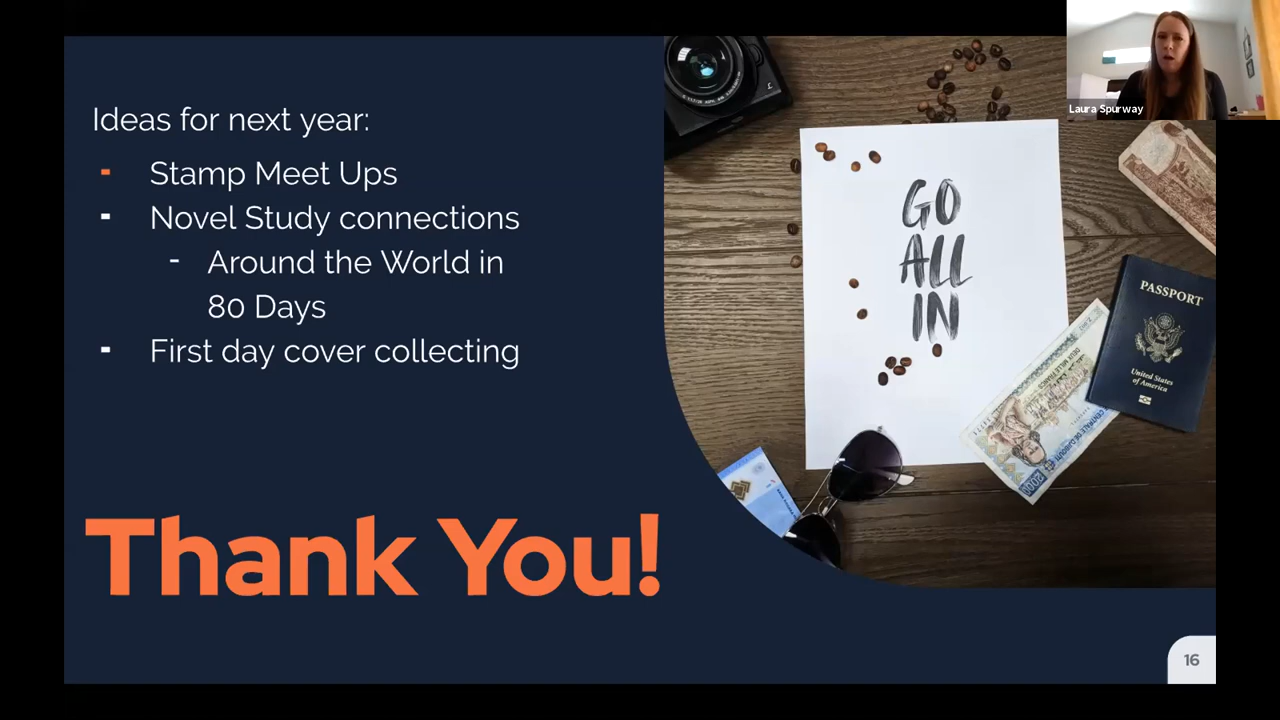 Ideas for next year:
- Stamp Meet Ups
- Novel Study connections
- Around the World in
80 Days
- First day cover collecting
Thank You!
GO
ALL
IN
PASSPORT
United States
of America
Laura Spurway
16